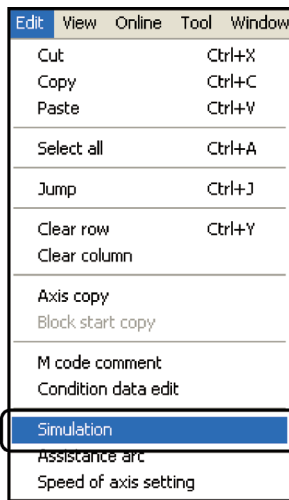 Edit View Online Tool Window
Cut Ctrl+X
Copy Ctrl+C
Paste Ctrl+V
Select all Ctrl+A
Jump Ctrl+J
Clear row Ctrl+Y
Clear column
Axis copy
Block start copy
M code comment
Condition data edit
Simulation
Assistance arc
Speed of axis setting